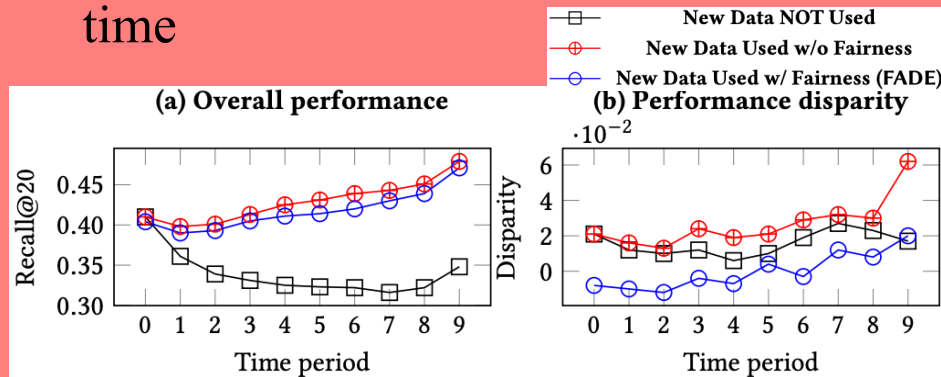 time
New Data NOT Used
New Data Used w/o Fairness
New Data Used w/ Fairness (FADE)
(a) Overall performance
(b) Performance disparity
Recall@20
0.45
0.40
0.35
0.30
0 1 2 3 4 5 6 7 8 9
Time period
·10⁻²
Disparity
6
4
2
0
0 1 2 3 4 5 6 7 8 9
Time period